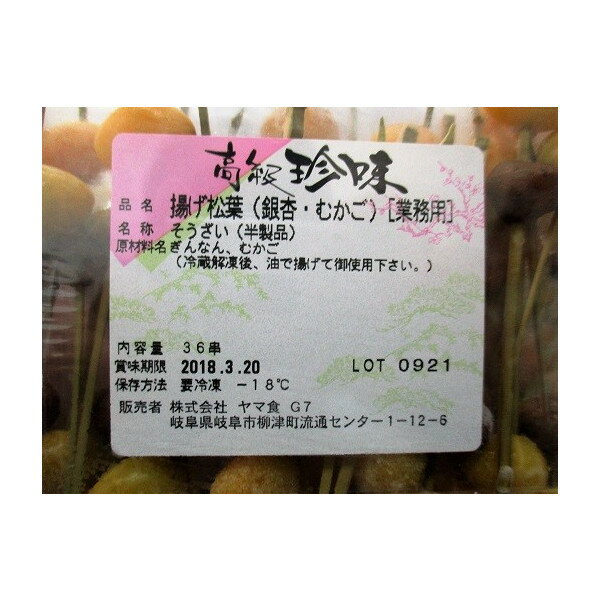 高級珍味
品名 揚げ松葉(銀杏・むかご)[業務用]
名称 そうざい(半製品)
原材料名 ぎんなん、むかご
(冷蔵解凍後、油で揚げて御使用下さい。)
内容量 36串
賞味期限 2018.3.20 LOT 0921
保存方法 要冷凍 -18℃
販売者 株式会社 ヤマ食 G7
岐阜県岐阜市柳津町流通センター1-12-6